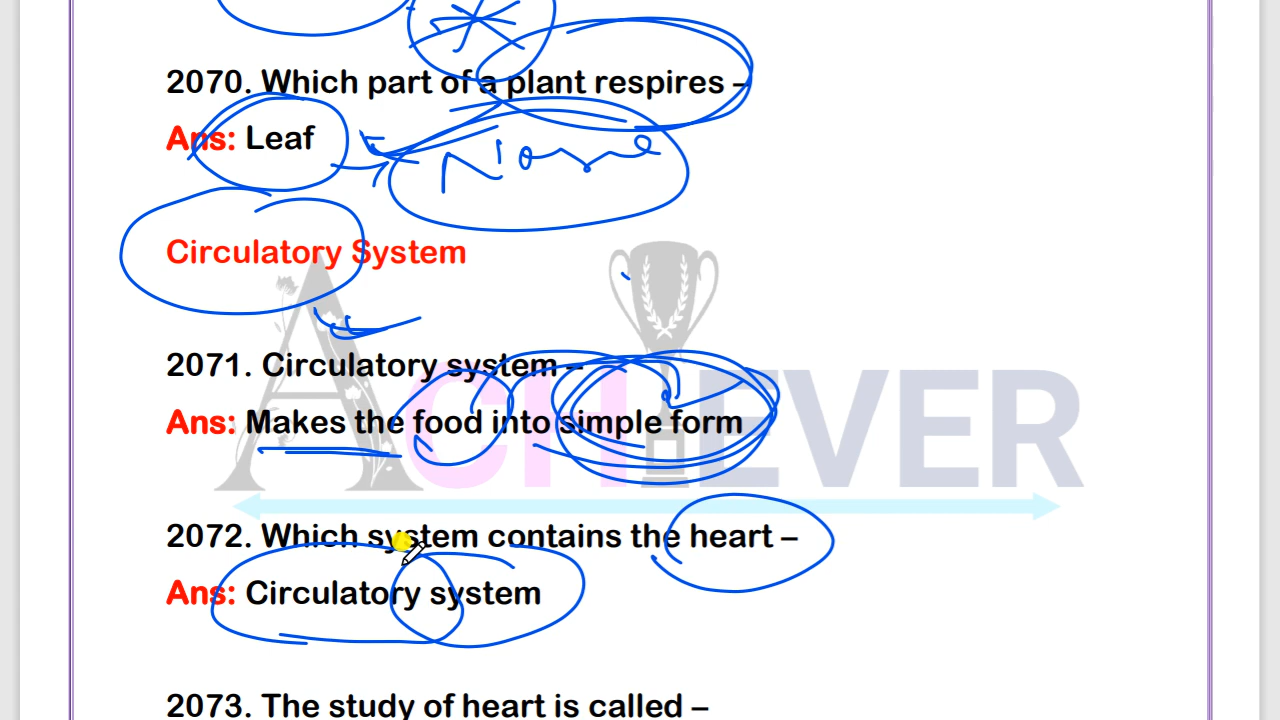 2070. Which part of a plant respires –
Ans: Leaf
Circulatory System
2071. Circulatory system –
Ans: Makes the food into simple form
ACHIEVER
2072. Which system contains the heart –
Ans: Circulatory system
2073. The study of heart is called –